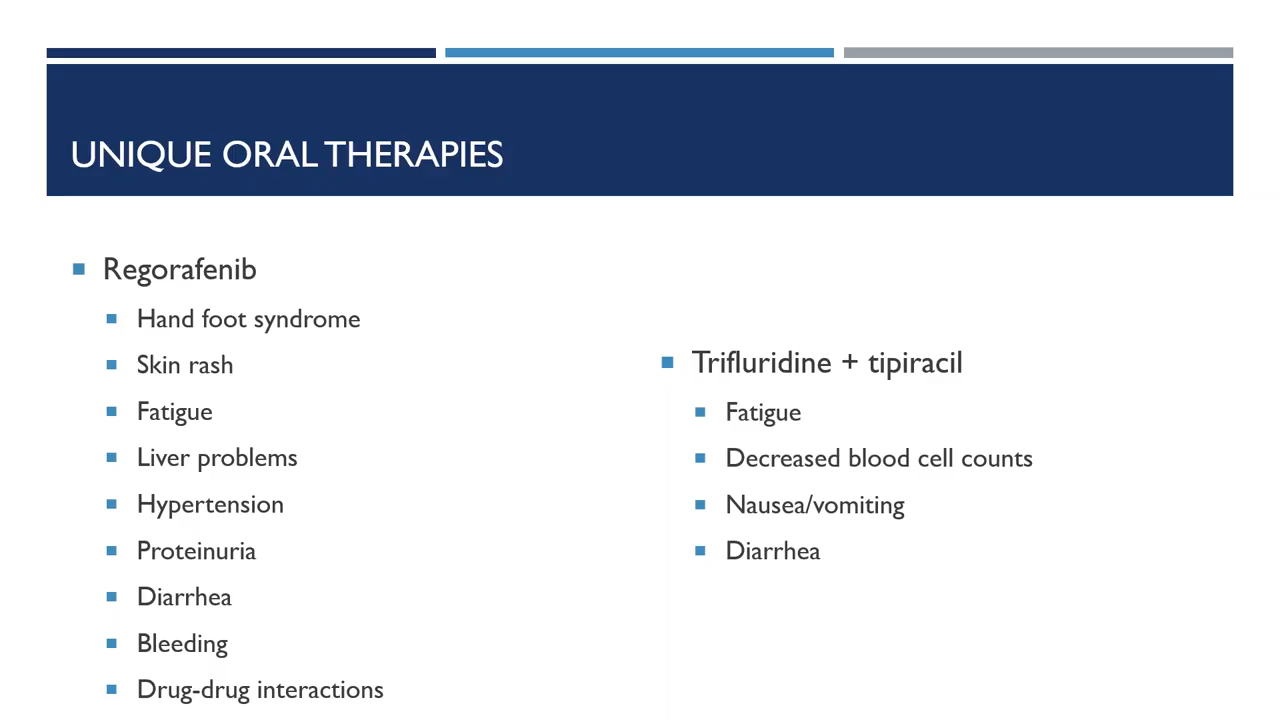 UNIQUE ORAL THERAPIES
Regorafenib
Hand foot syndrome
Skin rash
Fatigue
Liver problems
Hypertension
Proteinuria
Diarrhea
Bleeding
Drug-drug interactions
Trifluridine + tipiracil
Fatigue
Decreased blood cell counts
Nausea/vomiting
Diarrhea